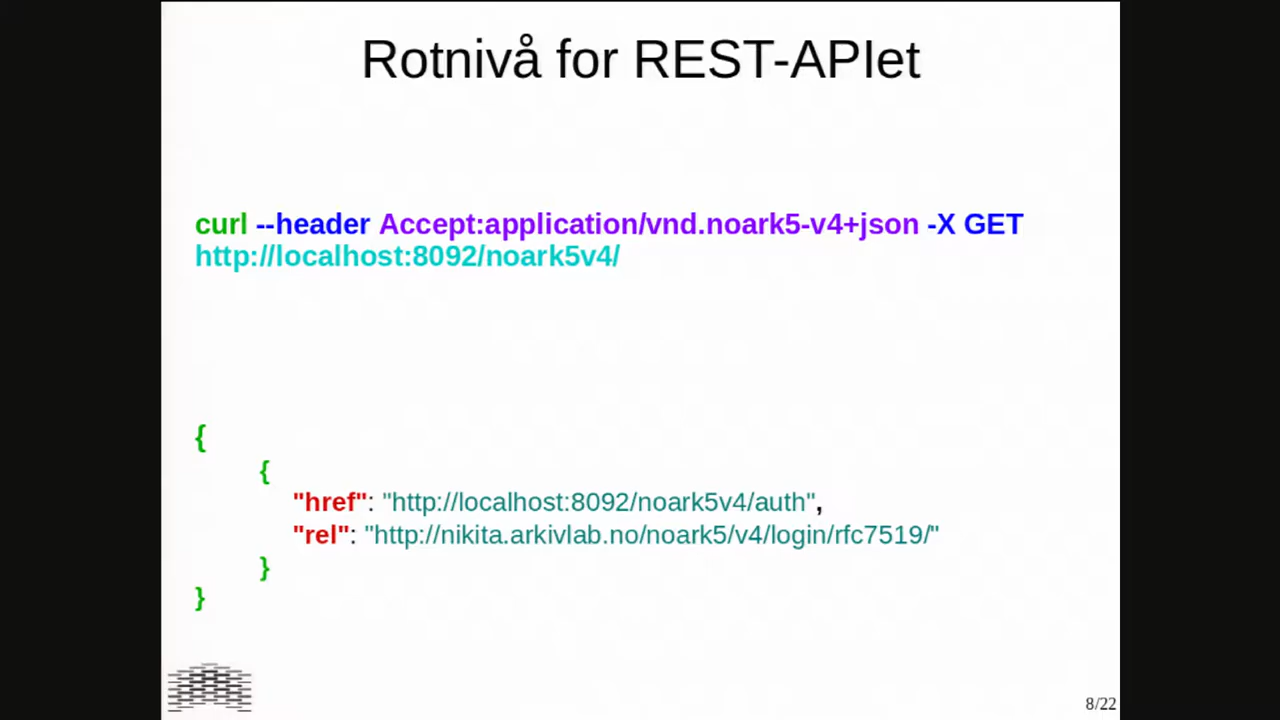 Rotnivå for REST-APIet
curl --header Accept:application/vnd.noark5-v4+json -X GET
http://localhost:8092/noark5v4/
{
{
"href": "http://localhost:8092/noark5v4/auth",
"rel": "http://nikita.arkivlab.no/noark5/v4/login/rfc7519/"
}
}
8/22